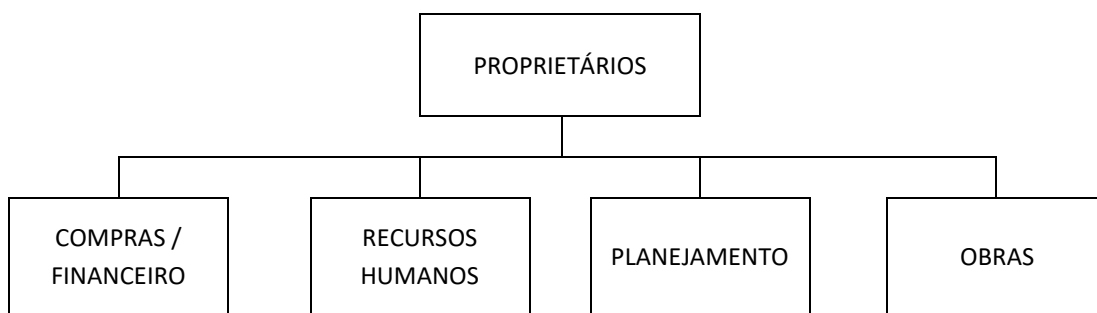 PROPRIETÁRIOS
COMPRAS /
FINANCEIRO
RECURSOS
HUMANOS
PLANEJAMENTO
OBRAS